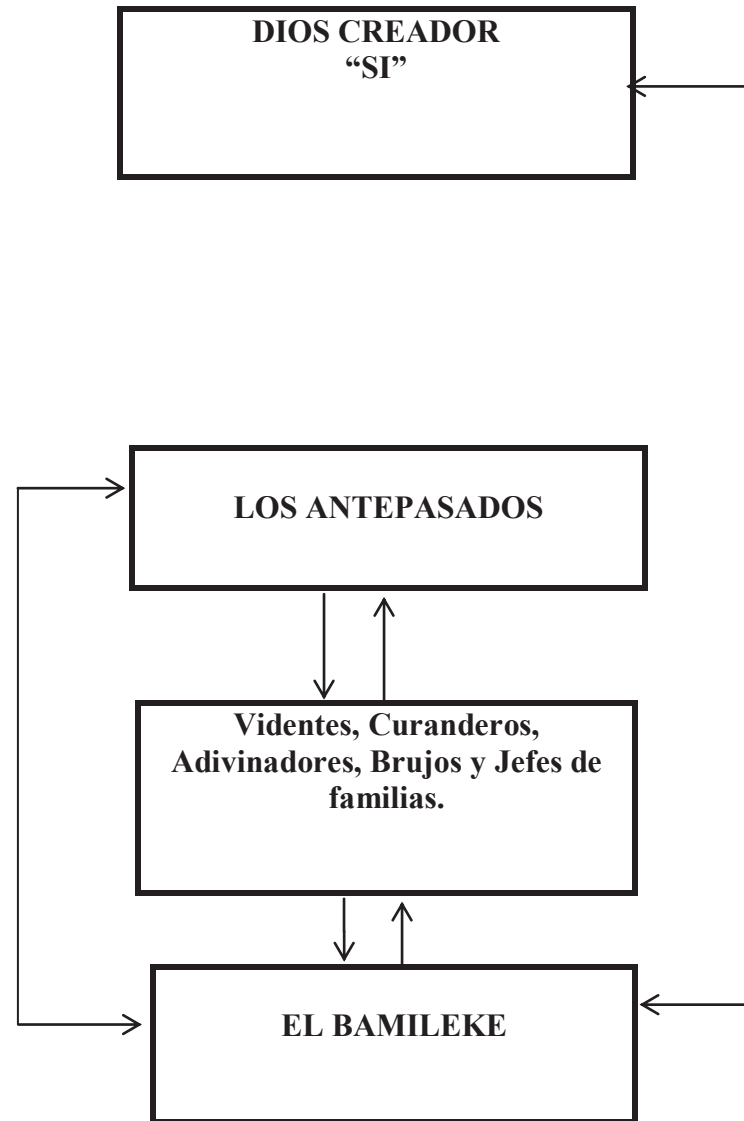 DIOS CREADOR
“SI”
LOS ANTEPASADOS
Videntes, Curanderos,
Adivinadores, Brujos y Jefes de
familias.
EL BAMILEKE